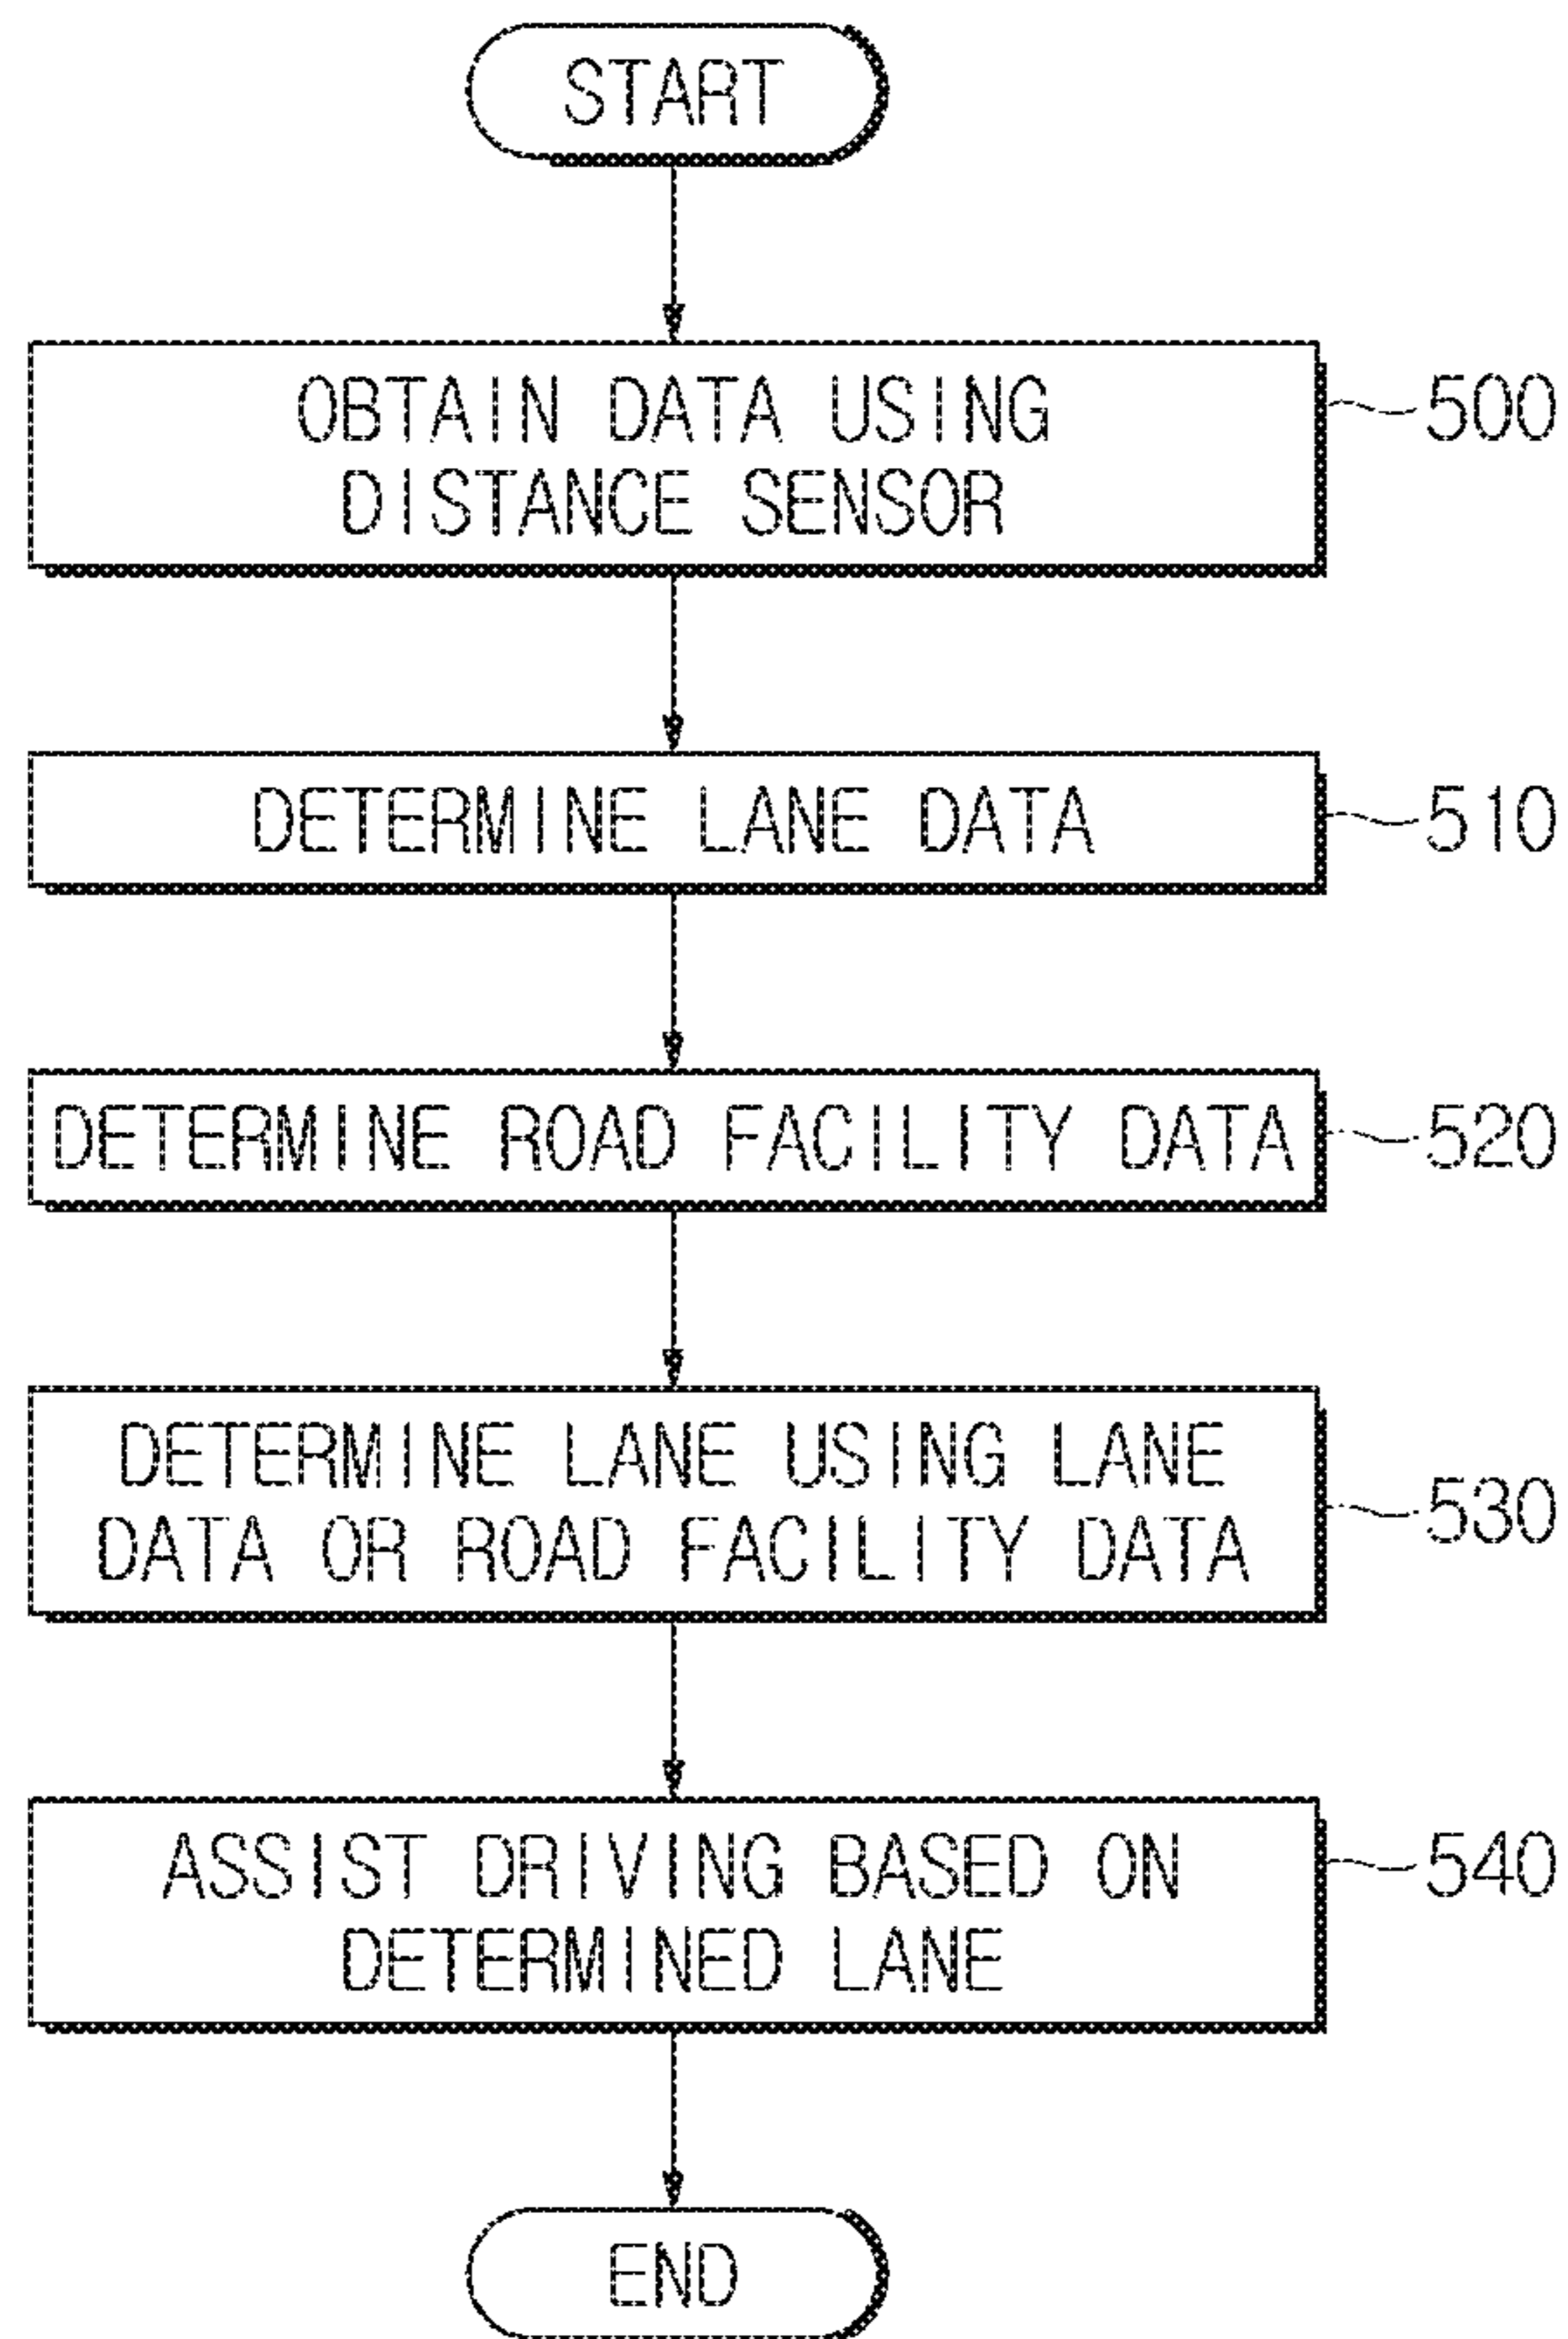 START
OBTAIN DATA USING
DISTANCE SENSOR
500
DETERMINE LANE DATA
510
DETERMINE ROAD FACILITY DATA
520
DETERMINE LANE USING LANE
DATA OR ROAD FACILITY DATA
530
ASSIST DRIVING BASED ON
DETERMINED LANE
540
END